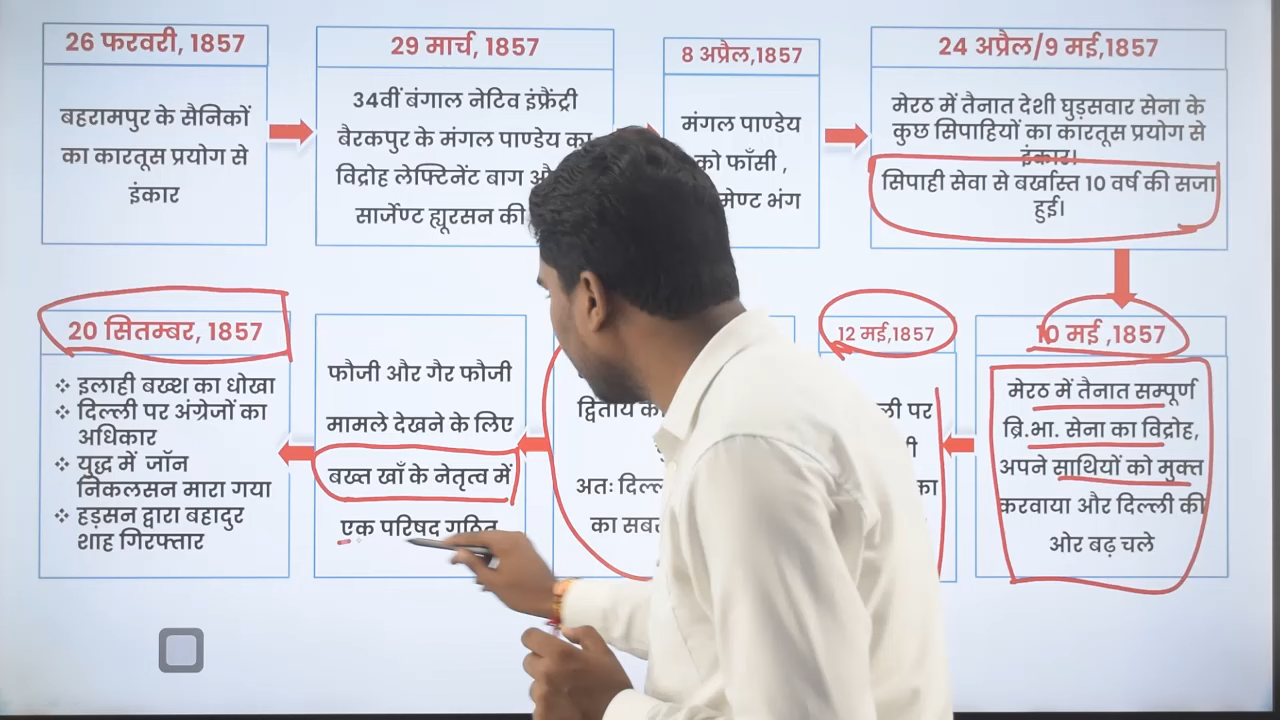 26 फरवरी, 1857
बहरामपुर के सैनिकों
का कारतूस प्रयोग से
इंकार
29 मार्च, 1857
34वीं बंगाल नेटिव इंफ्रैंट्री
बैरकपुर के मंगल पाण्डेय का
विद्रोह लेफ्टिनेंट बाग
सार्जेण्ट ह्यूरसन की
8 अप्रैल,1857
मंगल पाण्डेय
को फाँसी ,
भंग
24 अप्रैल/9 मई,1857
मेरठ में तैनात देशी घुड़सवार सेना के
कुछ सिपाहियों का कारतूस प्रयोग से
इंकार।
सिपाही सेवा से बर्खास्त 10 वर्ष की सजा
हुई।
10 मई ,1857
मेरठ में तैनात सम्पूर्ण
ब्रि.भा. सेना का विद्रोह,
अपने साथियों को मुक्त
करवाया और दिल्ली की
ओर बढ़ चले
12 मई,1857
पर
द्वितीय
अतः
का
फौजी और गैर फौजी
मामले देखने के लिए
बख्त खाँ के नेतृत्व में
एक परिषद गठित
20 सितम्बर, 1857
❖ इलाही बख्श का धोखा
❖ दिल्ली पर अंग्रेजों का
अधिकार
❖ युद्ध में जॉन
निकलसन मारा गया
❖ हड़सन द्वारा बहादुर
शाह गिरफ्तार